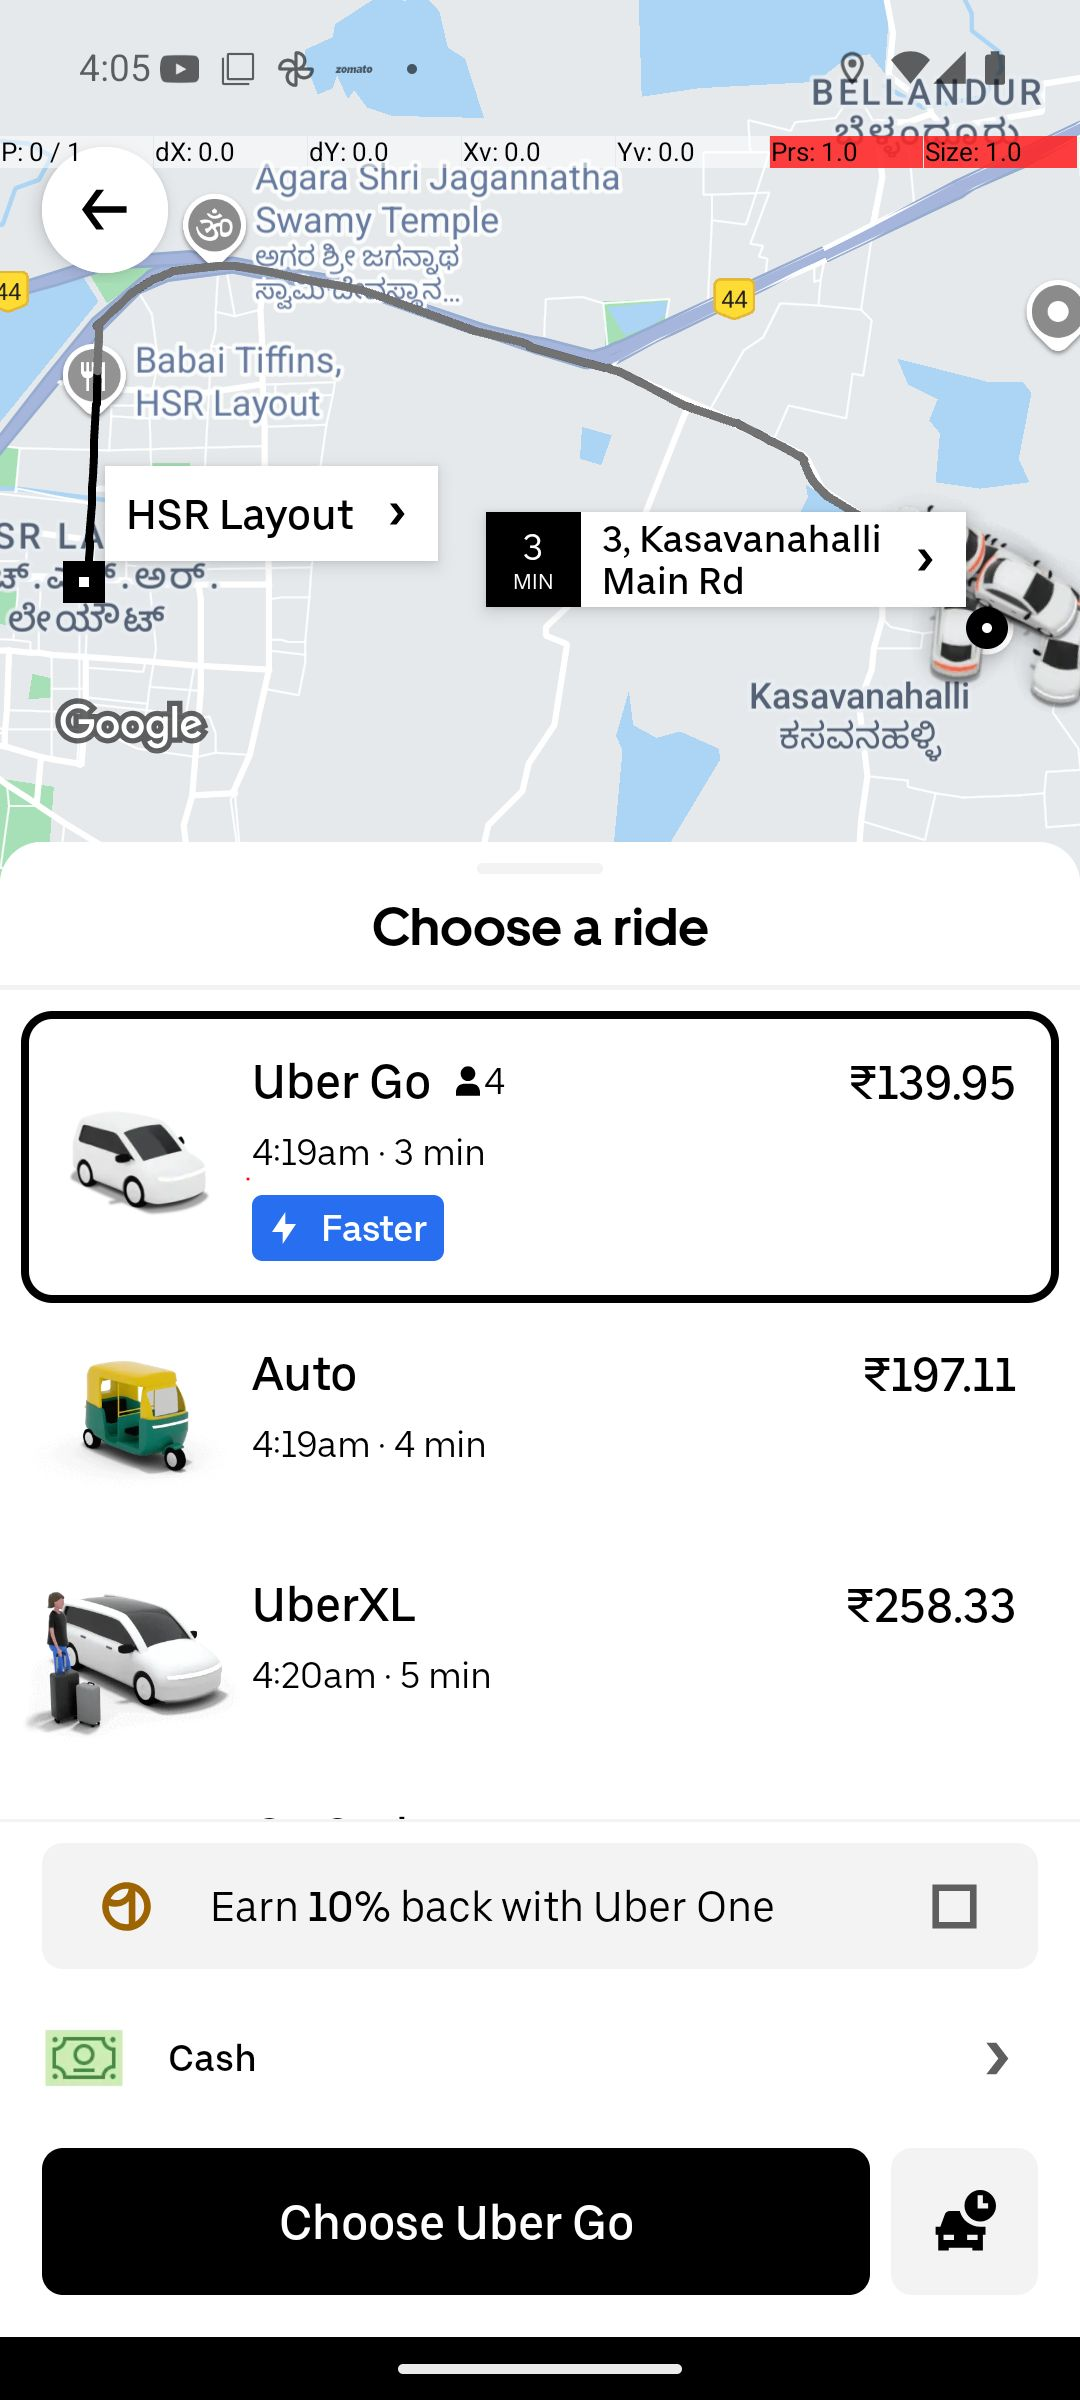 4:05
zomato
BELLANDUR
ಬೆಳ್ಳಂದೂರು
P: 0 / 1 dX: 0.0 dY: 0.0 Xv: 0.0 Yv: 0.0 Prs: 1.0 Size: 1.0
Agara Shri Jagannatha
Swamy Temple
ಅಗರ ಶ್ರೀ ಜಗನ್ನಾಥ
ಸ್ವಾಮಿ ದೇವಸ್ಥಾನ...
44
44
Babai Tiffins,
HSR Layout
HSR Layout
3
MIN
3, Kasavanahalli
Main Rd
SR LA
ಲೇಯೌಟ್
Kasavanahalli
ಕಸವನಹಳ್ಳಿ
Google
Choose a ride
Uber Go 4 ₹139.95
4:19am · 3 min
Faster
Auto ₹197.11
4:19am · 4 min
UberXL ₹258.33
4:20am · 5 min
Earn 10% back with Uber One
Cash
Choose Uber Go